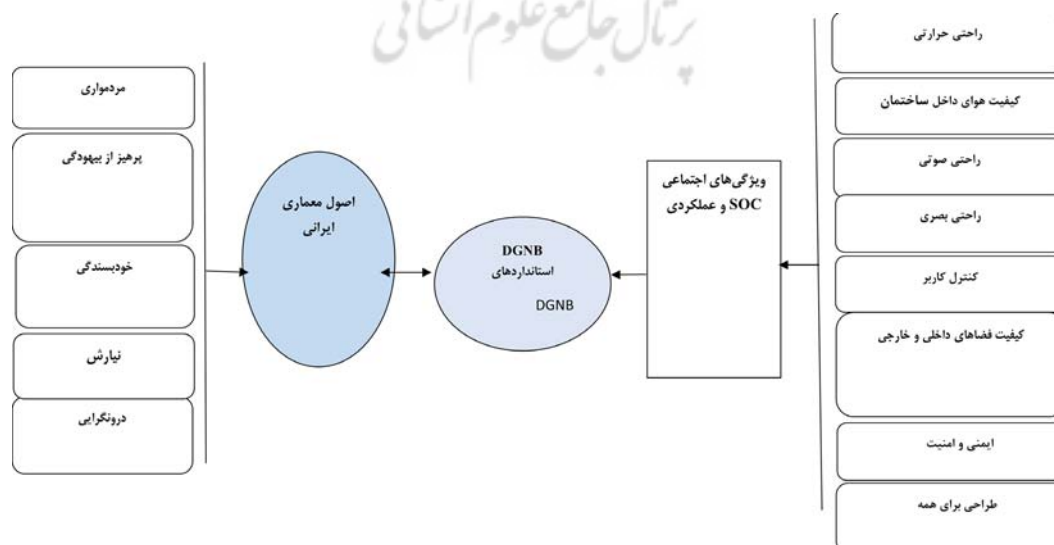 پرتال جامع علوم انسانی
راحتی حرارتی
کیفیت هوای داخل ساختمان
راحتی صوتی
راحتی بصری
کنترل کاربر
کیفیت فضاهای داخلی و خارجی
ایمنی و امنیت
طراحی برای همه
ویژگی‌های اجتماعی
SOC و عملکردی
DGNB
استانداردهای
DGNB
اصول معماری
ایرانی
مردمواری
پرهیز از بیهودگی
خودبسندگی
نیارش
درونگرایی